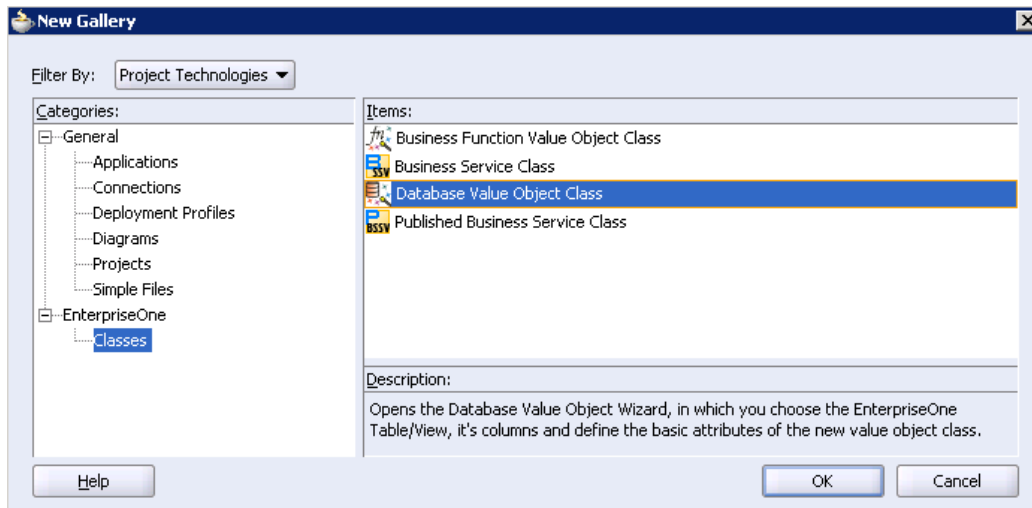 New Gallery
Filter By: Project Technologies
Categories:
General
Applications
Connections
Deployment Profiles
Diagrams
Projects
Simple Files
EnterpriseOne
Classes
Items:
Business Function Value Object Class
BSSV Business Service Class
Database Value Object Class
PBSSV Published Business Service Class
Description:
Opens the Database Value Object Wizard, in which you choose the EnterpriseOne
Table/View, it's columns and define the basic attributes of the new value object class.
Help
OK
Cancel